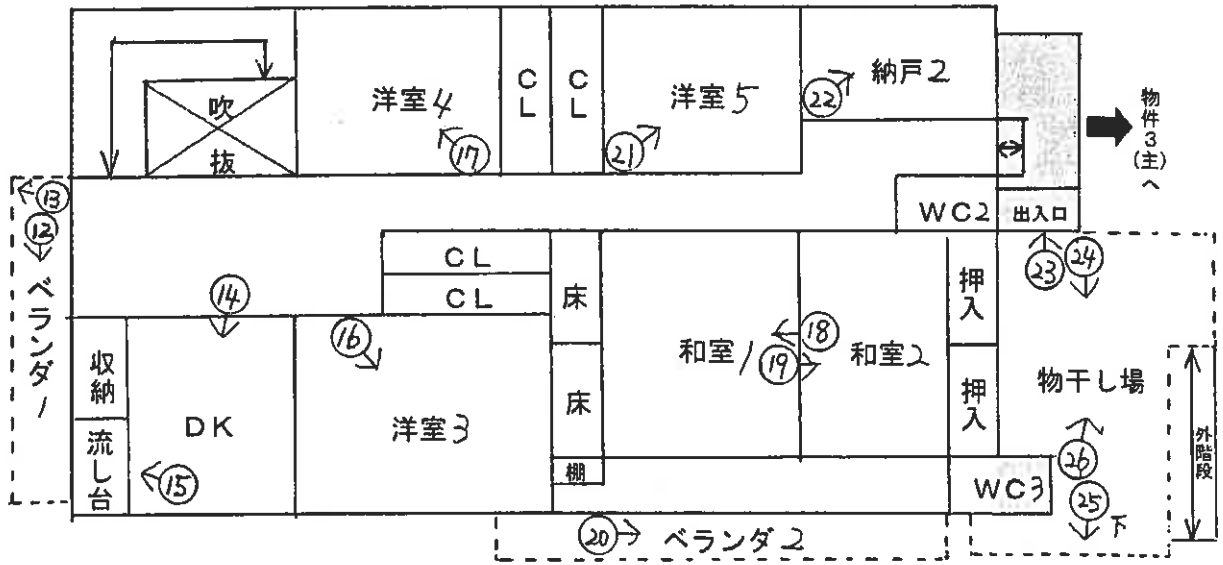 吹
抜
洋室4
CL
CL
洋室5
㉒
納戸2
物件3(主)へ
⑰
㉑
⑬
⑫
ベランダ1
WC2
出入口
CL
CL
床
押入
㉓
㉔
⑭
収納
⑯
和室1
⑱
⑲
和室2
物干し場
流し台
DK
⑮
洋室3
床
押入
外階段
棚
WC3
㉖
㉕
下
⑳
ベランダ2